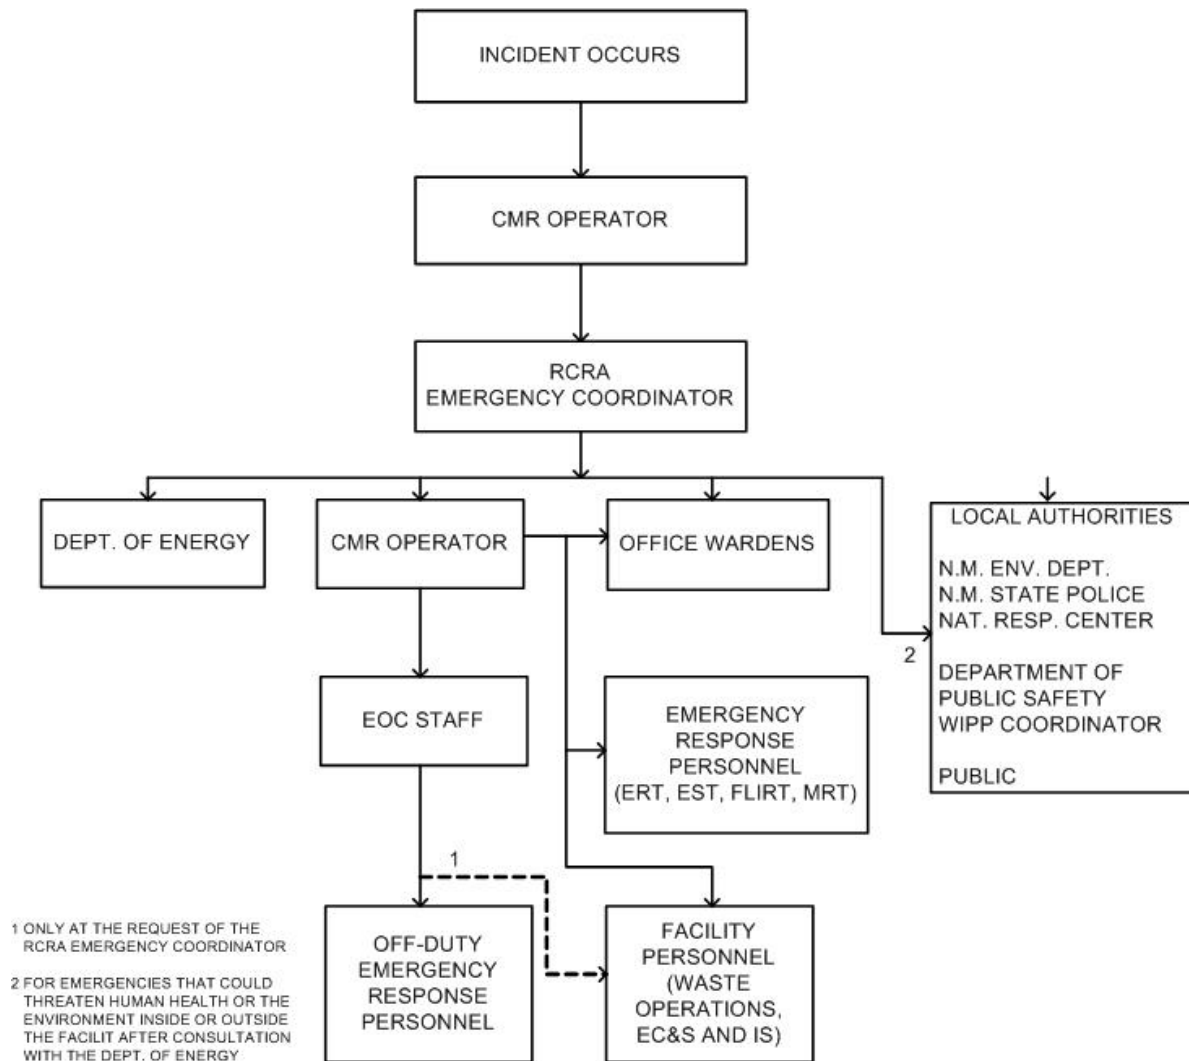 INCIDENT OCCURS
CMR OPERATOR
RCRA
EMERGENCY COORDINATOR
DEPT. OF ENERGY
CMR OPERATOR
OFFICE WARDENS
LOCAL AUTHORITIES
N.M. ENV. DEPT.
N.M. STATE POLICE
NAT. RESP. CENTER
DEPARTMENT OF
PUBLIC SAFETY
WIPP COORDINATOR
PUBLIC
2
EOC STAFF
EMERGENCY
RESPONSE
PERSONNEL
(ERT, EST, FLIRT, MRT)
1
OFF-DUTY
EMERGENCY
RESPONSE
PERSONNEL
FACILITY
PERSONNEL
(WASTE
OPERATIONS,
EC&S AND IS)
1 ONLY AT THE REQUEST OF THE
RCRA EMERGENCY COORDINATOR
2 FOR EMERGENCIES THAT COULD
THREATEN HUMAN HEALTH OR THE
ENVIRONMENT INSIDE OR OUTSIDE
THE FACILIT AFTER CONSULTATION
WITH THE DEPT. OF ENERGY